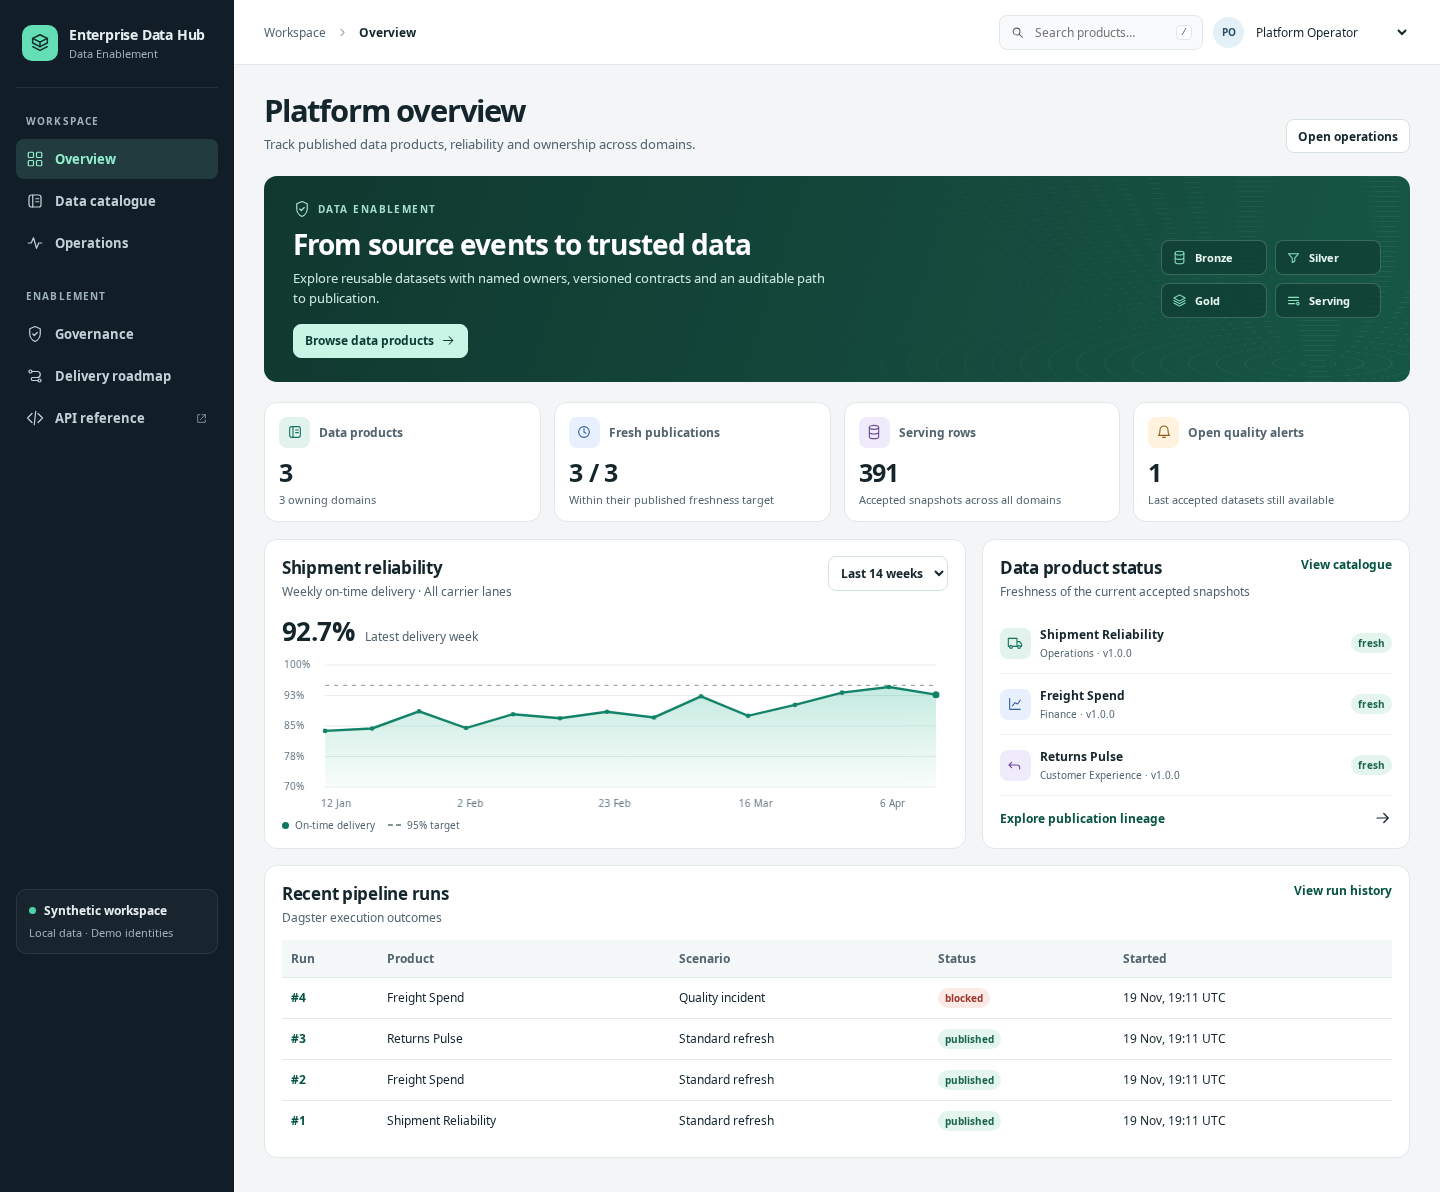 Enterprise Data Hub
Data Enablement
WORKSPACE
Overview
Data catalogue
Operations
ENABLEMENT
Governance
Delivery roadmap
API reference
Synthetic workspace
Local data · Demo identities
Workspace
Overview
Search products...
/
PO
Platform Operator
Platform overview
Track published data products, reliability and ownership across domains.
Open operations
DATA ENABLEMENT
From source events to trusted data
Explore reusable datasets with named owners, versioned contracts and an auditable path
to publication.
Browse data products
Bronze
Silver
Gold
Serving
Data products
3
3 owning domains
Fresh publications
3 / 3
Within their published freshness target
Serving rows
391
Accepted snapshots across all domains
Open quality alerts
1
Last accepted datasets still available
Shipment reliability
Weekly on-time delivery · All carrier lanes
Last 14 weeks
92.7% Latest delivery week
100%
93%
85%
78%
70%
12 Jan 2 Feb 23 Feb 16 Mar 6 Apr
On-time delivery 95% target
Data product status
View catalogue
Freshness of the current accepted snapshots
Shipment Reliability
Operations · v1.0.0
fresh
Freight Spend
Finance · v1.0.0
fresh
Returns Pulse
Customer Experience · v1.0.0
fresh
Explore publication lineage
Recent pipeline runs
View run history
Dagster execution outcomes
Run Product Scenario Status Started
#4 Freight Spend Quality incident blocked 19 Nov, 19:11 UTC
#3 Returns Pulse Standard refresh published 19 Nov, 19:11 UTC
#2 Freight Spend Standard refresh published 19 Nov, 19:11 UTC
#1 Shipment Reliability Standard refresh published 19 Nov, 19:11 UTC